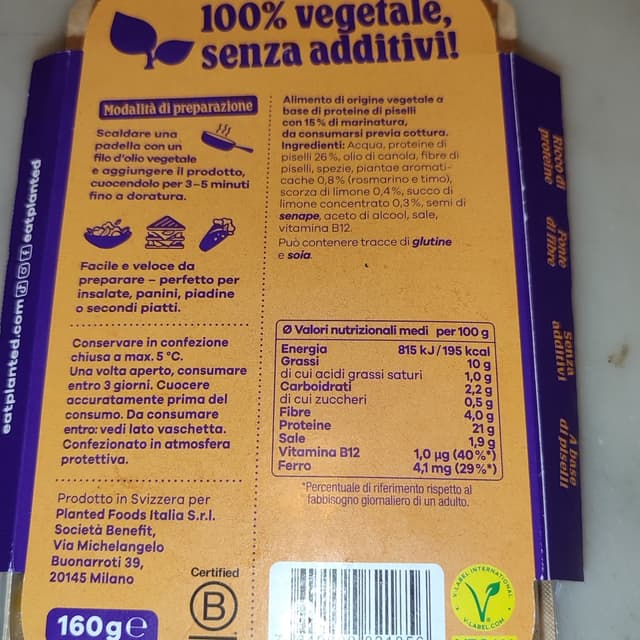 100% vegetale,
senza additivi!
Modalità di preparazione
Scaldare una
padella con un
filo d'olio vegetale
e aggiungere il prodotto,
cuocendolo per 3–5 minuti
fino a doratura.
Facile e veloce da
preparare – perfetto per
insalate, panini, piadine
o secondi piatti.
Conservare in confezione
chiusa a max. 5 °C.
Una volta aperto, consumare
entro 3 giorni. Cuocere
accuratamente prima del
consumo. Da consumare
entro: vedi lato vaschetta.
Confezionato in atmosfera
protettiva.
Prodotto in Svizzera per
Planted Foods Italia S.r.l.
Società Benefit,
Via Michelangelo
Buonarroti 39,
20145 Milano
160 g e
Certified
B
Alimento di origine vegetale a
base di proteine di piselli
con 15% di marinatura,
da consumarsi previa cottura.
Ingredienti: Acqua, proteine di
piselli 26%, olio di canola, fibre di
piselli, spezie, piantae aromati-
cache 0,8% (rosmarino e timo),
scorza di limone 0,4%, succo di
limone concentrato 0,3%, semi di
senape, aceto di alcool, sale,
vitamina B12.
Può contenere tracce di glutine
e soia.
Ø Valori nutrizionali medi per 100 g
Energia 815 kJ/195 kcal
Grassi 10 g
di cui acidi grassi saturi 1,0 g
Carboidrati 2,2 g
di cui zuccheri 0,5 g
Fibre 4,0 g
Proteine 21 g
Sale 1,9 g
Vitamina B12 1,0 µg (40%*)
Ferro 4,1 mg (29%*)
*Percentuale di riferimento rispetto al
fabbisogno giornaliero di un adulto.
V-LABEL INTERNATIONAL
V-LABEL.COM
eatplanted.com
eatplanted
Ricco di
proteine
Fonte
di fibre
Senza
additivi
A base
di piselli